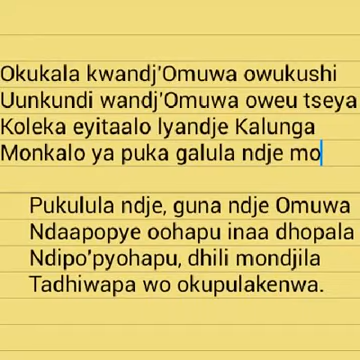 Okukala kwandj'Omuwa owukushi
Uunkundi wandj'Omuwa oweu tseya
Koleka eyitaalo lyandje Kalunga
Monkalo ya puka galula ndje mo
Pukulula ndje, guna ndje Omuwa
Ndaapopye oohapu inaa dhopala
Ndipo'pyohapu, dhili mondjila
Tadhiwapa wo okupulakenwa.